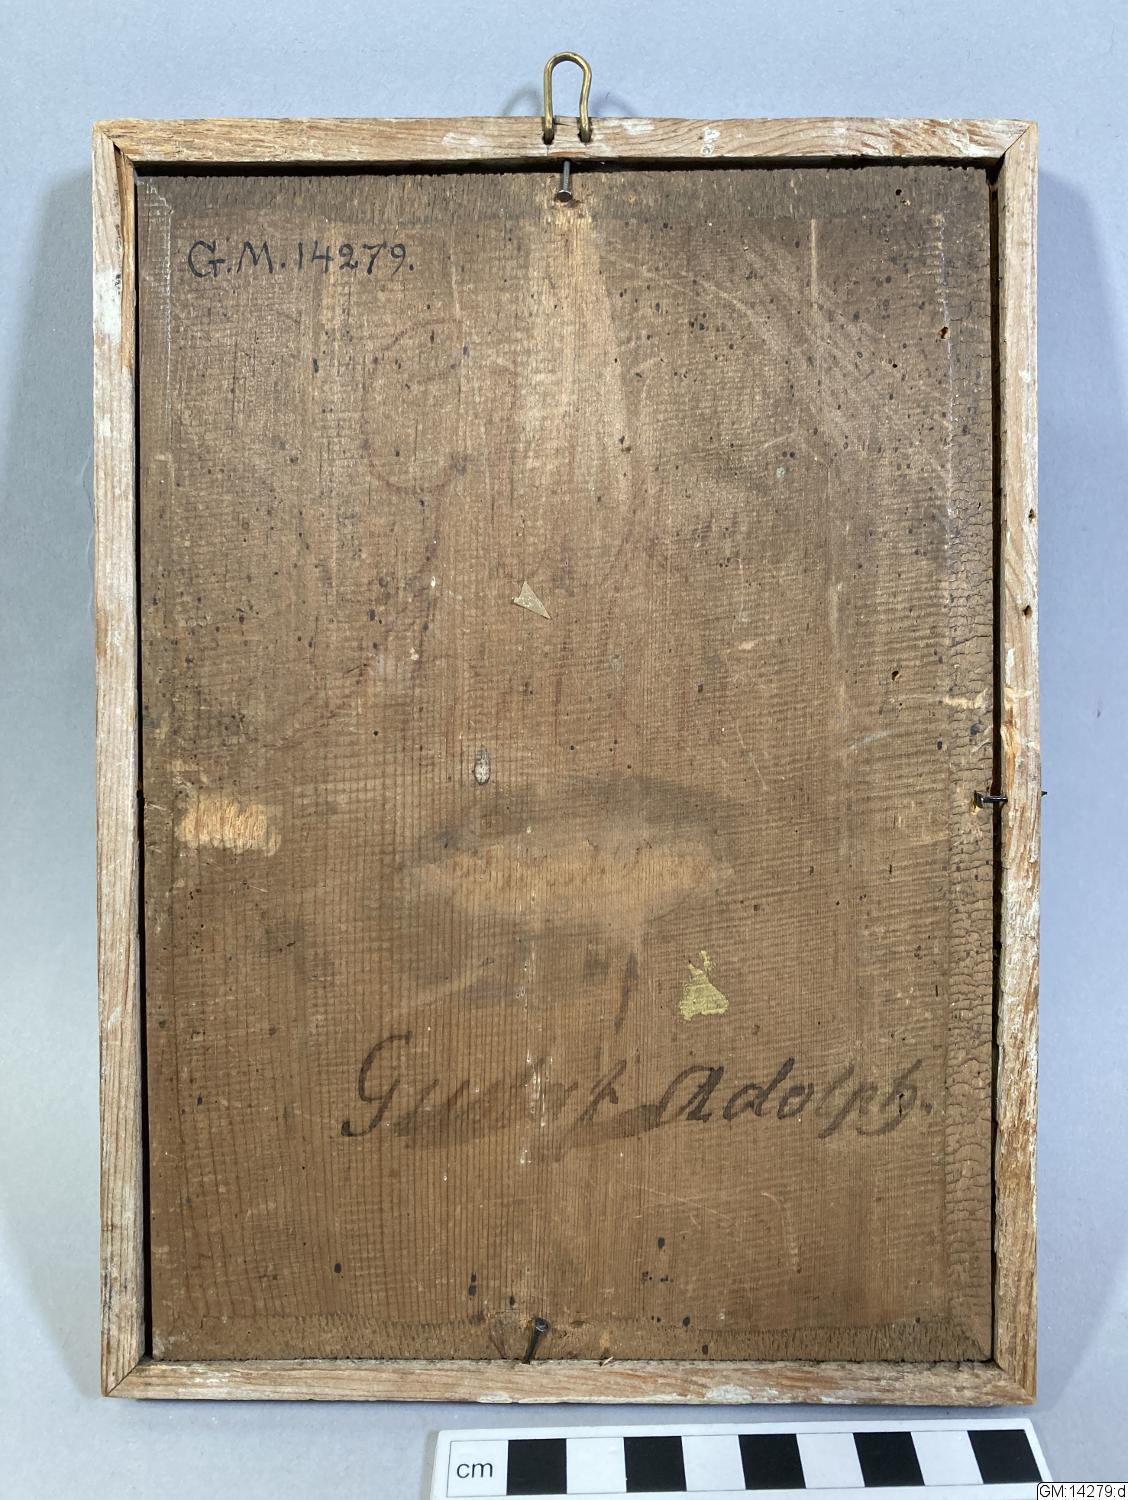 G.M. 14279.
Gustaf Adolph.
cm
GM:14279:d